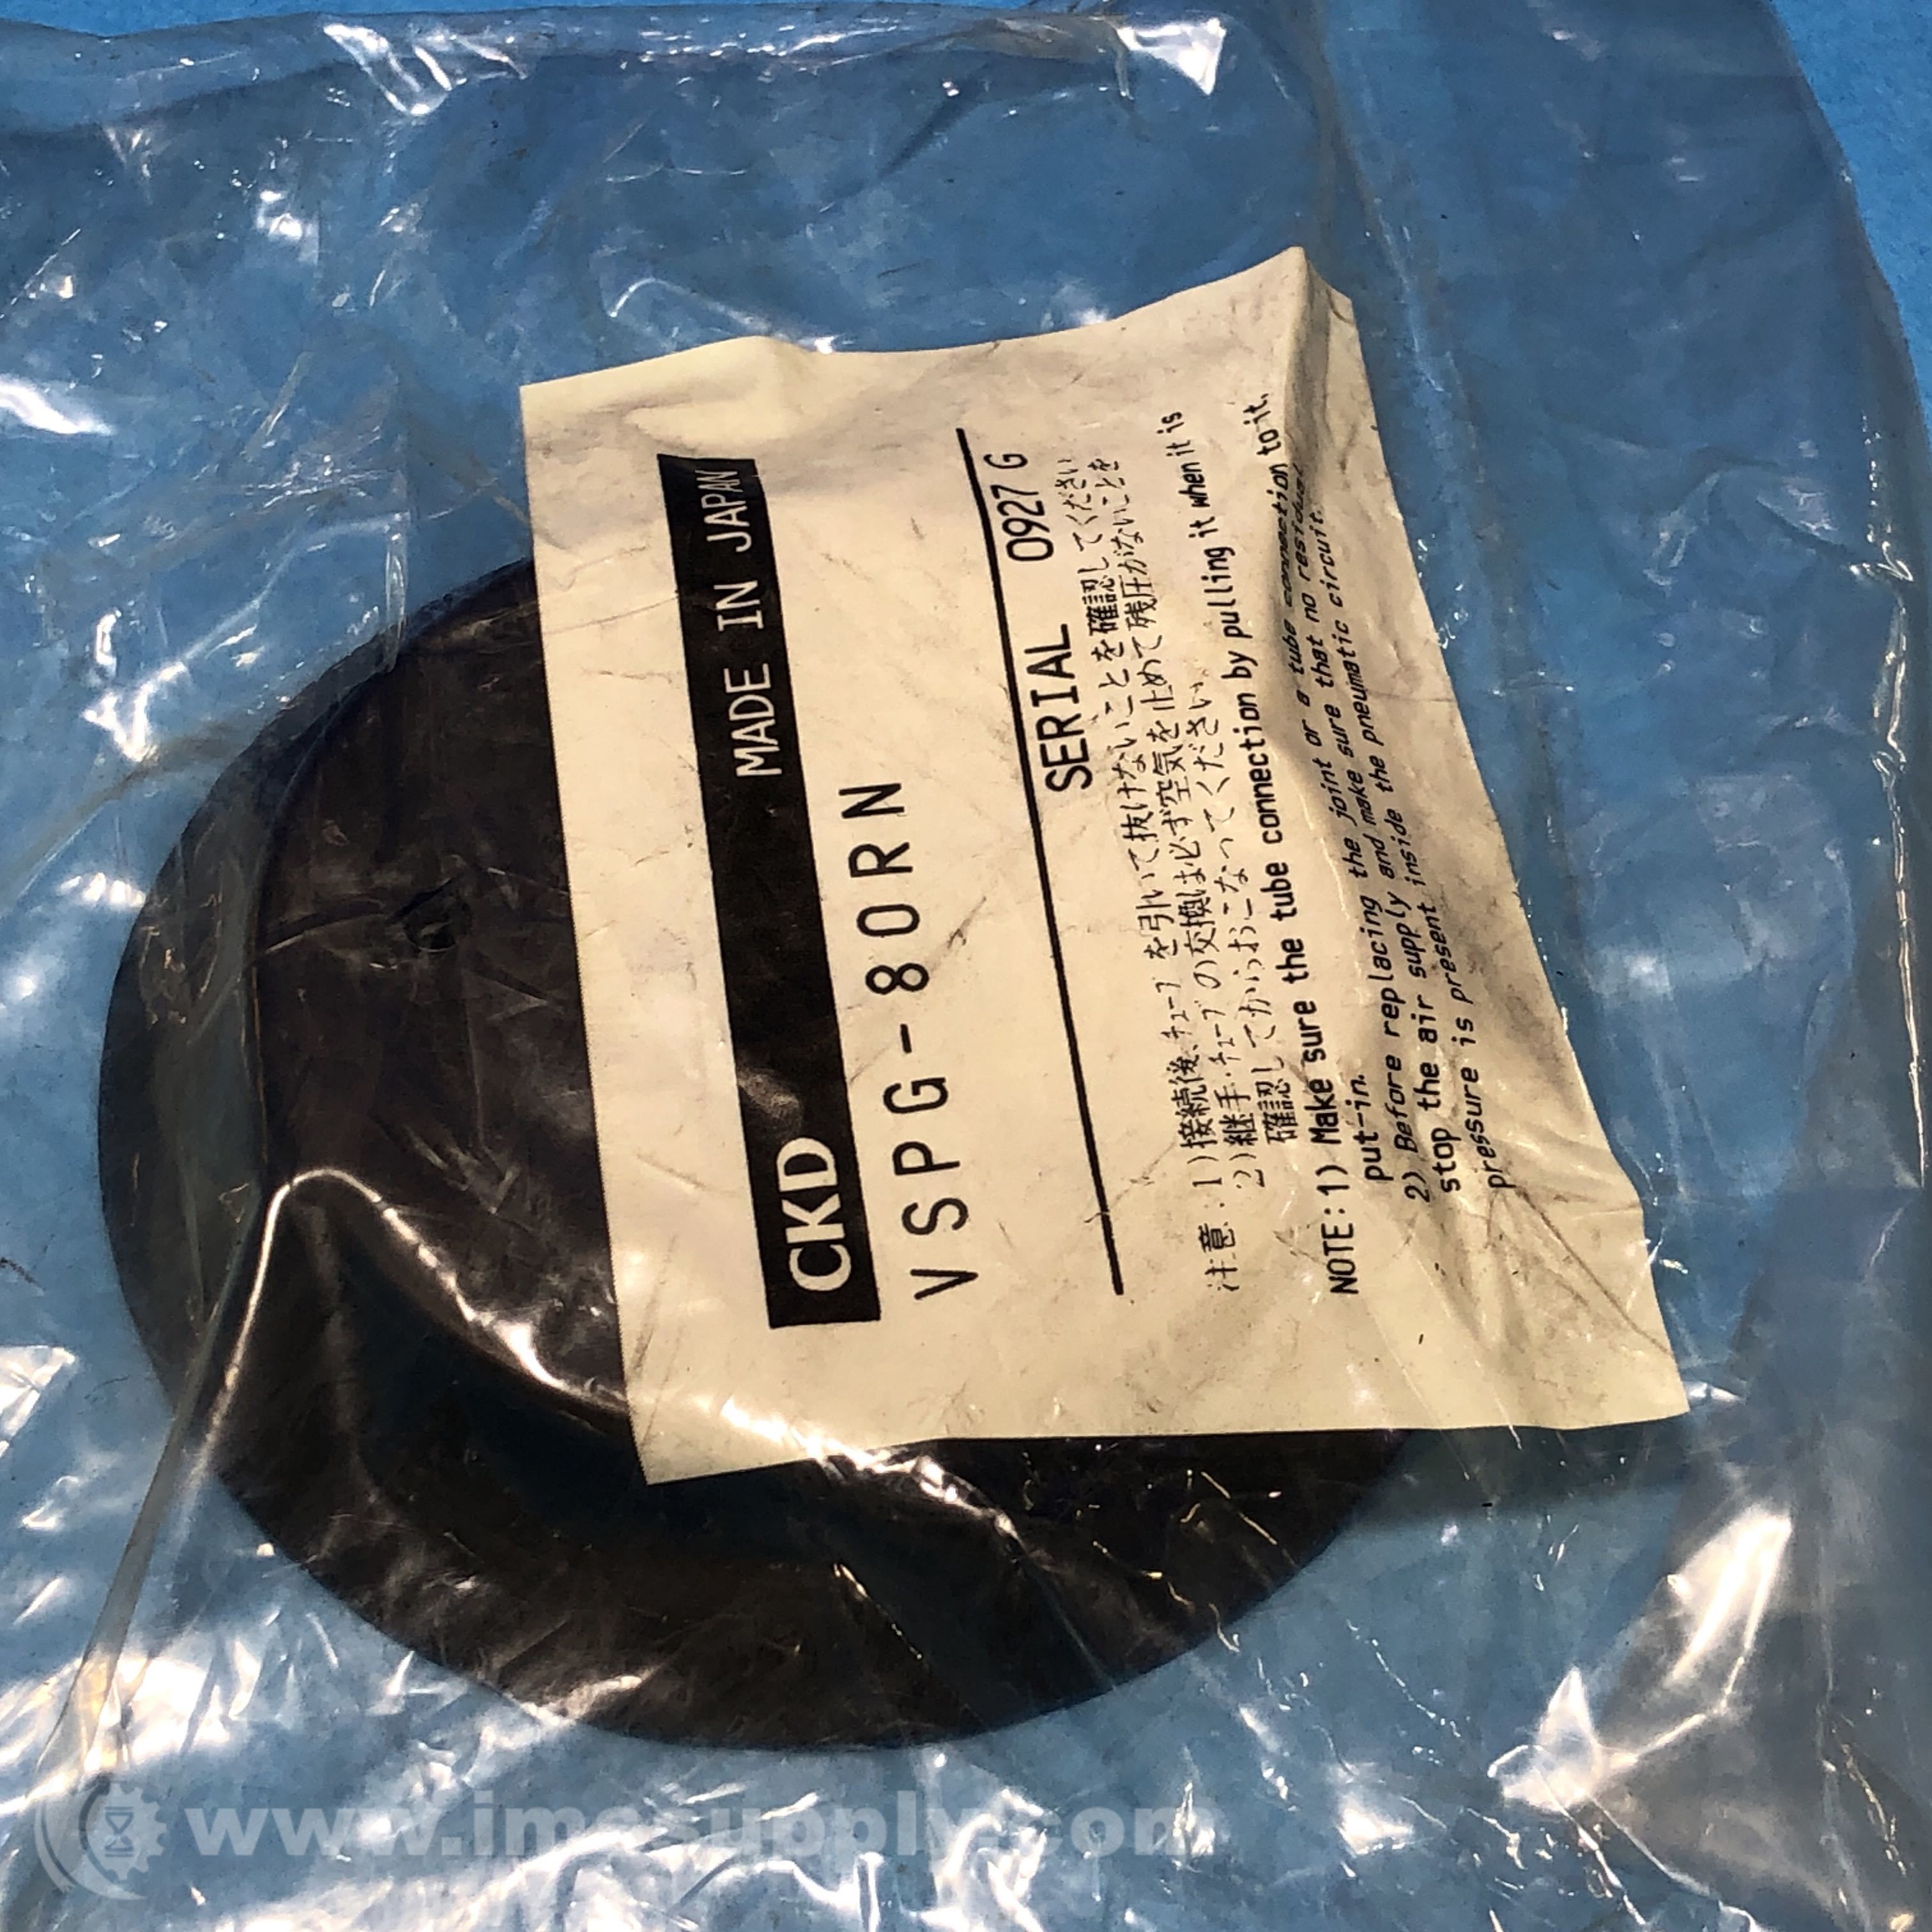 CKD MADE IN JAPAN
VSPG-80RN
SERIAL 0927 G
注意:1)接続後、チューブを引いて抜けないことを確認してください
2)継手・チューブの交換は必ず空気を止めて残圧がないことを
確認してからおこなってください。
NOTE:1) Make sure the tube connection by pulling it when it is
put-in.
2) Before replacing the joint or a tube connection to it,
stop the air supply and make sure that no residual
pressure is present inside the pneumatic circuit.
www.imssupply.com